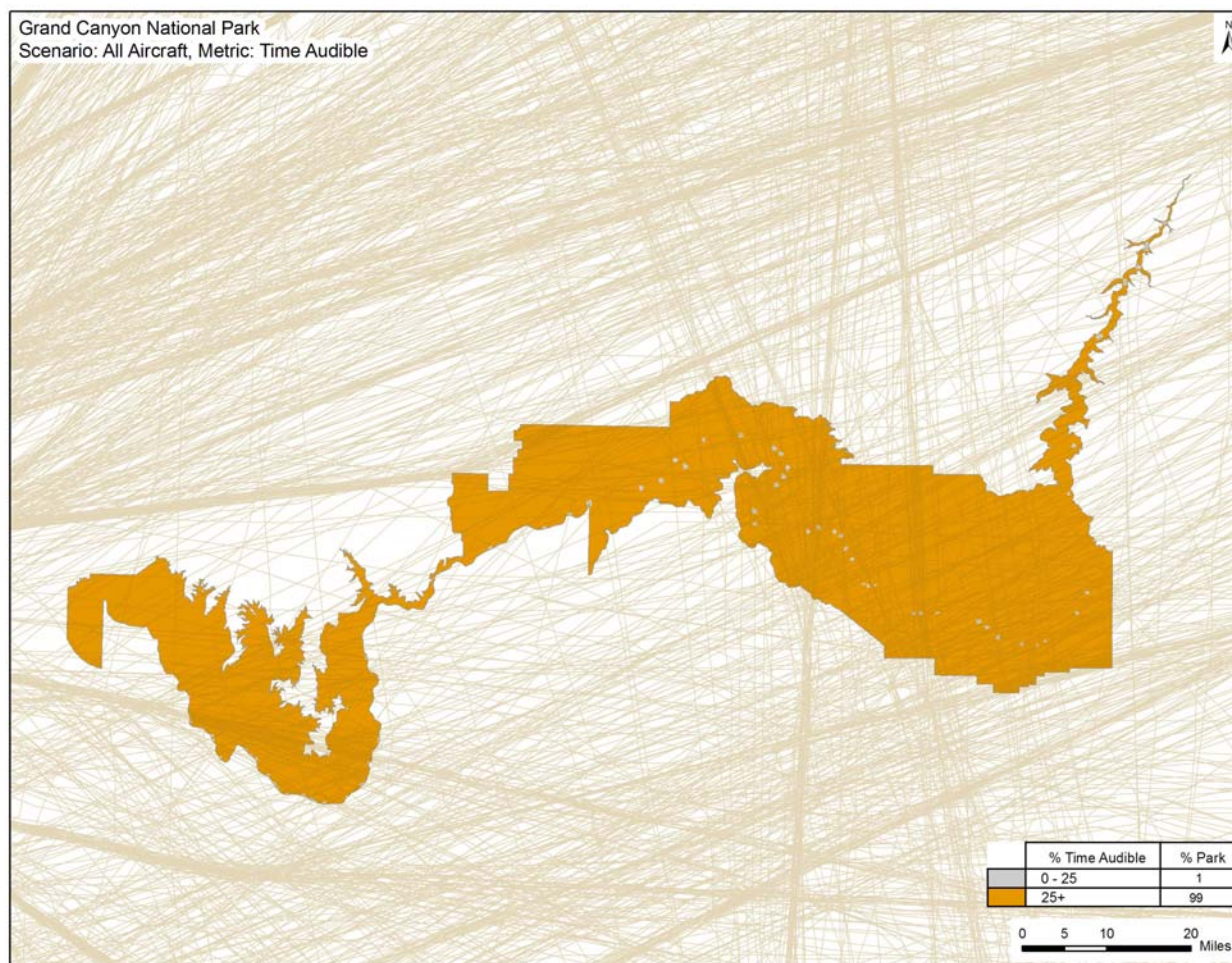 Grand Canyon National Park
Scenario: All Aircraft, Metric: Time Audible
N
% Time Audible % Park
0 - 25 1
25+ 99
0 5 10 20
Miles